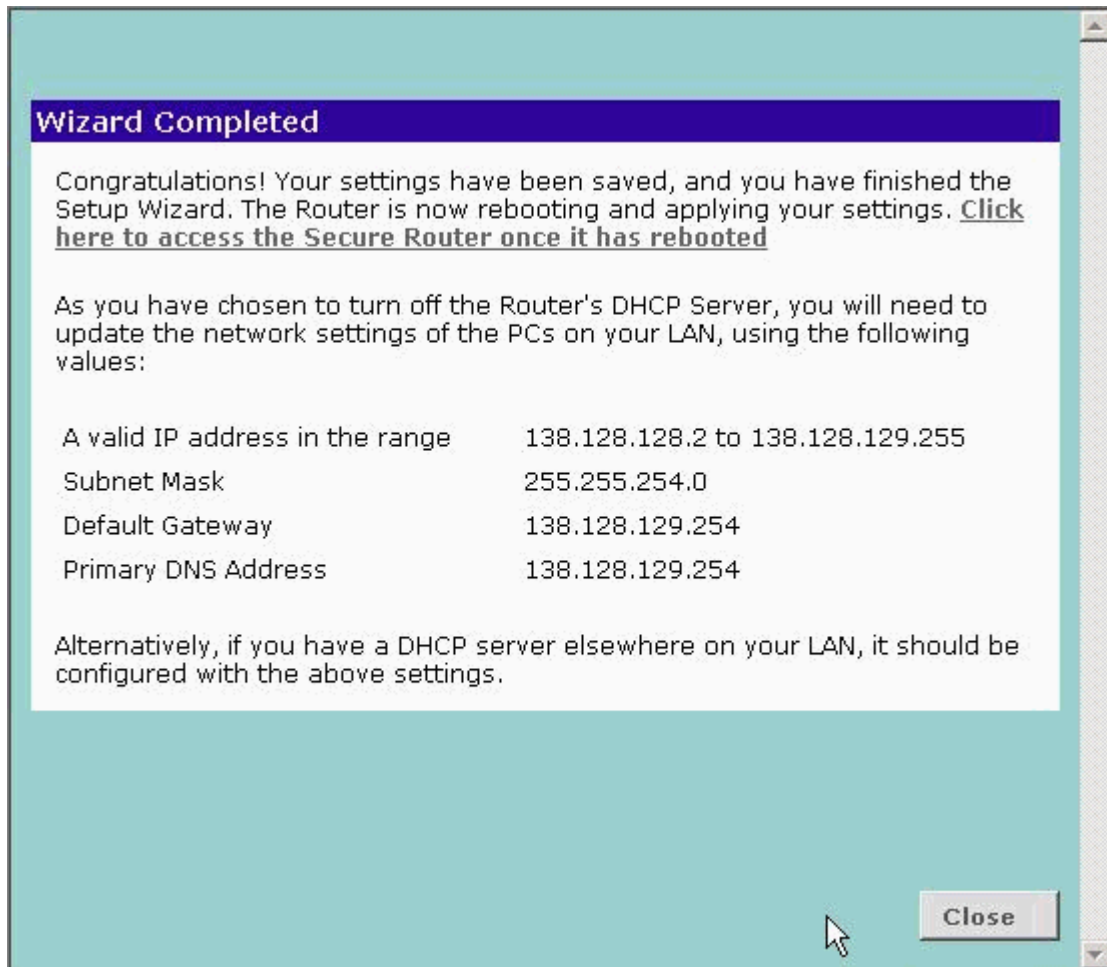 Wizard Completed
Congratulations! Your settings have been saved, and you have finished the
Setup Wizard. The Router is now rebooting and applying your settings. Click
here to access the Secure Router once it has rebooted
As you have chosen to turn off the Router's DHCP Server, you will need to
update the network settings of the PCs on your LAN, using the following
values:
A valid IP address in the range 138.128.128.2 to 138.128.129.255
Subnet Mask 255.255.254.0
Default Gateway 138.128.129.254
Primary DNS Address 138.128.129.254
Alternatively, if you have a DHCP server elsewhere on your LAN, it should be
configured with the above settings.
Close